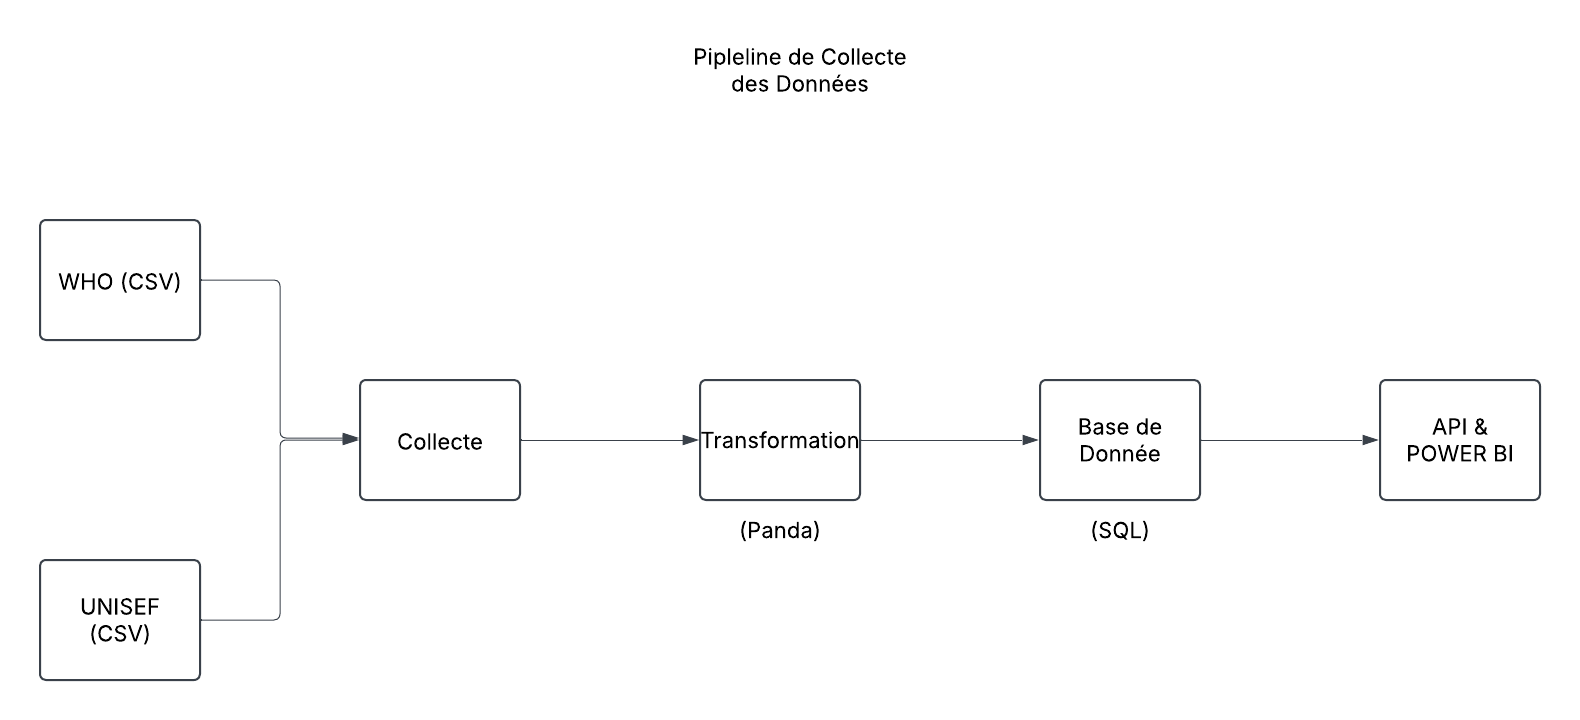 Pipleline de Collecte
des Données
WHO (CSV)
UNISEF
(CSV)
Collecte
Transformation
(Panda)
Base de
Donnée
(SQL)
API &
POWER BI